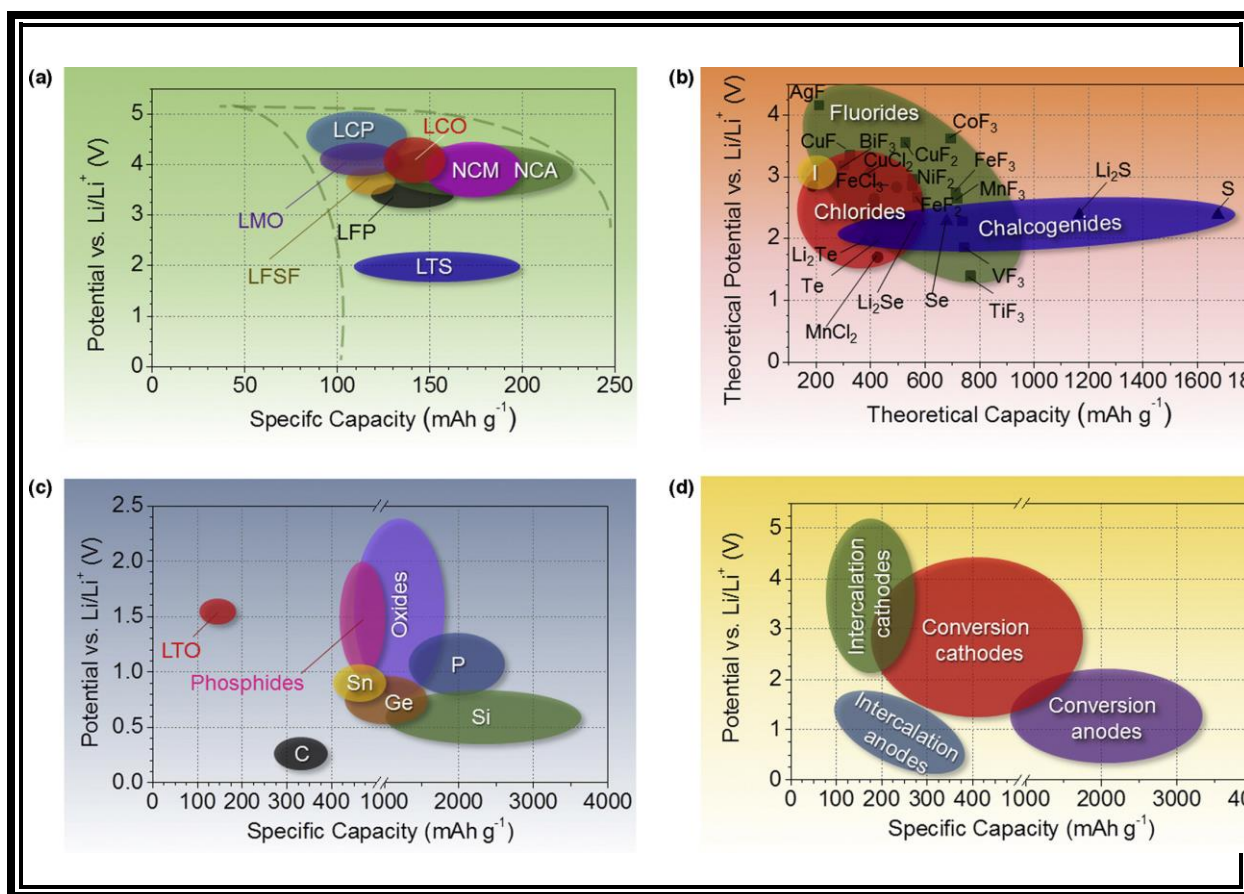 (a)
Potential vs. Li/Li⁺ (V)
5
4
3
2
1
0
LCP
LCO
NCM
NCA
LMO
LFP
LFSF
LTS
0
50
100
150
200
250
Specifc Capacity (mAh g⁻¹)
(b)
Theoretical Potential vs. Li/Li⁺ (V)
4
3
2
1
0
AgF
Fluorides
CoF₃
CuF
BiF₃
CuCl₂
CuF₂
FeF₃
Li₂S
I
FeCl₃
NiF₂
MnF₃
S
Chlorides
FeF₂
Chalcogenides
Li₂Te
Te
Li₂Se
Se
VF₃
TiF₃
MnCl₂
200
400
600
800
1000
1200
1400
1600
18
Theoretical Capacity (mAh g⁻¹)
(c)
Potential vs. Li/Li⁺ (V)
2.5
2.0
1.5
1.0
0.5
0.0
LTO
Phosphides
Oxides
Sn
P
Ge
Si
C
0
100
200
300
400
1000
2000
3000
4000
Specific Capacity (mAh g⁻¹)
(d)
Potential vs. Li/Li⁺ (V)
5
4
3
2
1
0
Intercalation
cathodes
Conversion
cathodes
Intercalation
anodes
Conversion
anodes
0
100
200
300
400
1000
2000
3000
Specific Capacity (mAh g⁻¹)